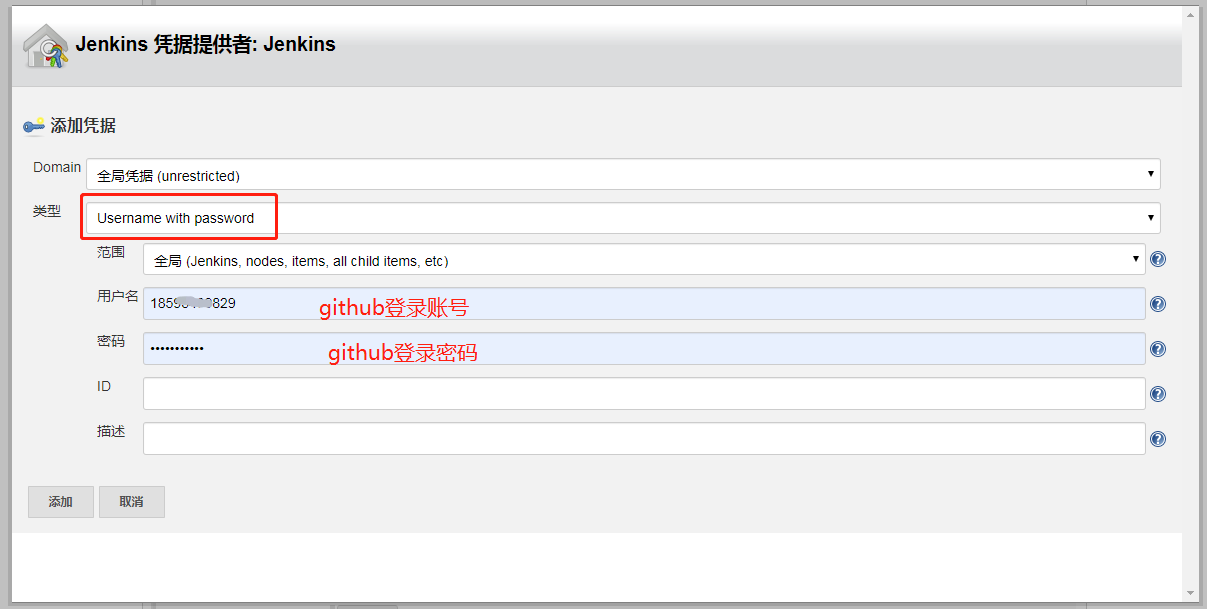 Jenkins 凭据提供者: Jenkins
添加凭据
Domain 全局凭据 (unrestricted)
类型 Username with password
范围 全局 (Jenkins, nodes, items, all child items, etc)
用户名 github登录账号
密码 ••••••••••• github登录密码
ID
描述
添加 取消